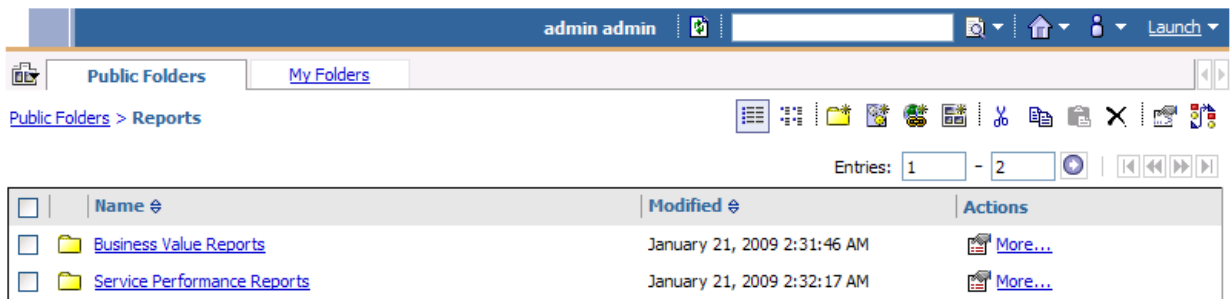 admin admin Launch
Public Folders My Folders
Public Folders > Reports
Entries: 1 - 2
Name Modified Actions
Business Value Reports January 21, 2009 2:31:46 AM More...
Service Performance Reports January 21, 2009 2:32:17 AM More...